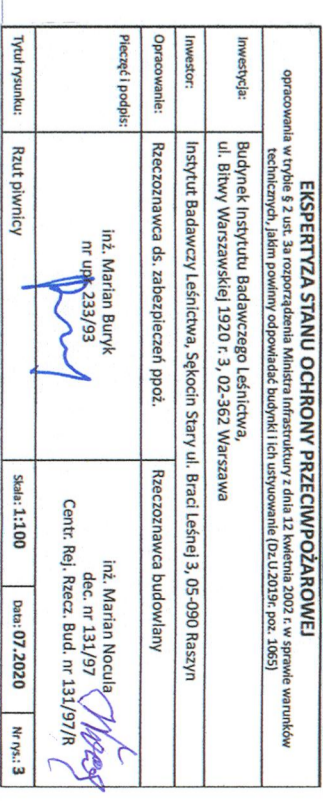 EKSPERTYZA STANU OCHRONY PRZECIWPOŻAROWEJ
opracowania w trybie § 2 ust. 3a rozporządzenia Ministra Infrastruktury z dnia 12 kwietnia 2002 r. w sprawie warunków
technicznych, jakim powinny odpowiadać budynki i ich ustyuowanie (Dz.U.2019r. poz. 1065)
Inwestycja:
Budynek Instytutu Badawczego Leśnictwa,
ul. Bitwy Warszawskiej 1920 r. 3, 02-362 Warszawa
Inwestor:
Instytut Badawczy Leśnictwa, Sękocin Stary ul. Braci Leśnej 3, 05-090 Raszyn
Opracowanie:
Rzeczoznawca ds. zabezpieczeń ppoż.
Rzeczoznawca budowlany
Pieczęć i podpis:
inż. Marian Buryk
nr upr. 233/93
inż. Marian Nocula
dec. nr 131/97
Centr. Rej. Rzecz. Bud. nr 131/97/R
Tytuł rysunku:
Rzut piwnicy
Skala: 1:100
Data: 07.2020
Nr rys.: 3